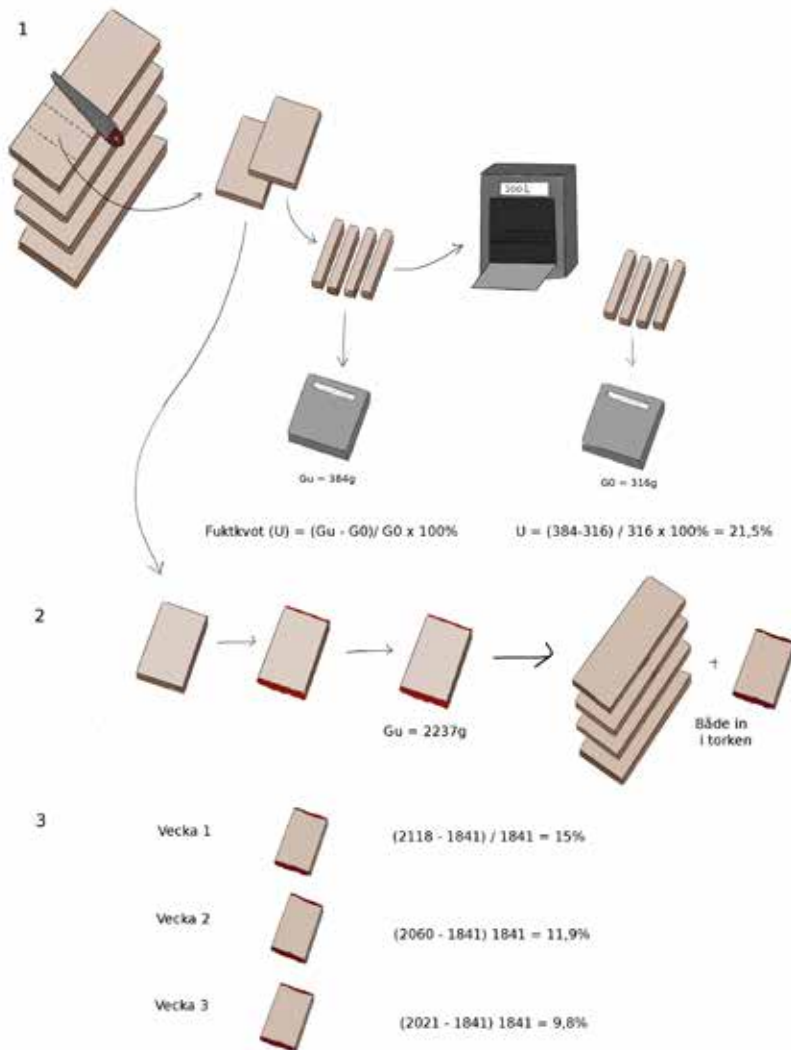 1
Gu = 384g
G0 = 316g
Fuktkvot (U) = (Gu - G0)/ G0 x 100%
U = (384-316) / 316 x 100% = 21,5%
2
Gu = 2237g
Både in
i torken
3
Vecka 1
(2118 - 1841) / 1841 = 15%
Vecka 2
(2060 - 1841) 1841 = 11,9%
Vecka 3
(2021 - 1841) 1841 = 9,8%